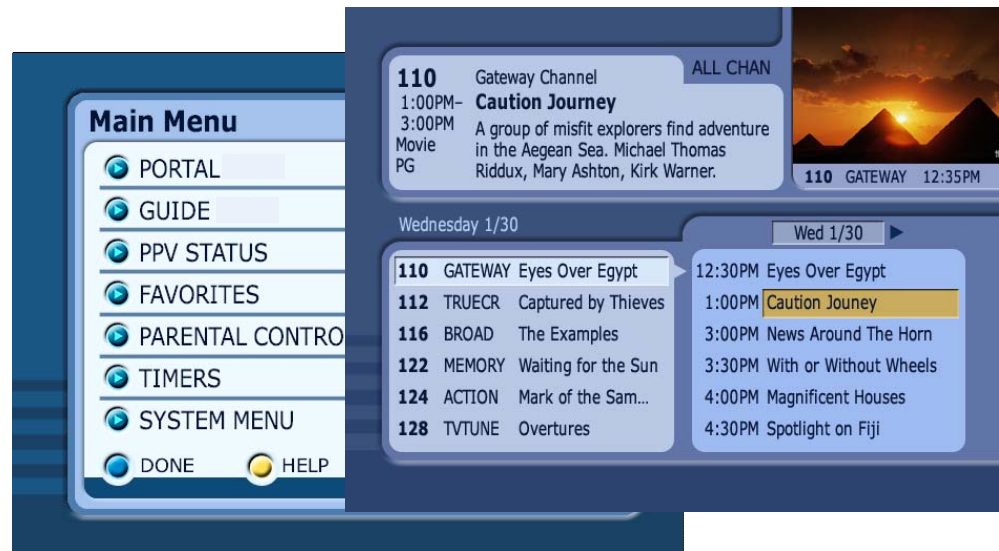 Main Menu
PORTAL
GUIDE
PPV STATUS
FAVORITES
PARENTAL CONTRO
TIMERS
SYSTEM MENU
DONE HELP
ALL CHAN
110 Gateway Channel
1:00PM– Caution Journey
3:00PM A group of misfit explorers find adventure
Movie in the Aegean Sea. Michael Thomas
PG Riddux, Mary Ashton, Kirk Warner.
110 GATEWAY 12:35PM
Wednesday 1/30
Wed 1/30
110 GATEWAY Eyes Over Egypt
112 TRUECR Captured by Thieves
116 BROAD The Examples
122 MEMORY Waiting for the Sun
124 ACTION Mark of the Sam...
128 TVTUNE Overtures
12:30PM Eyes Over Egypt
1:00PM Caution Jouney
3:00PM News Around The Horn
3:30PM With or Without Wheels
4:00PM Magnificent Houses
4:30PM Spotlight on Fiji